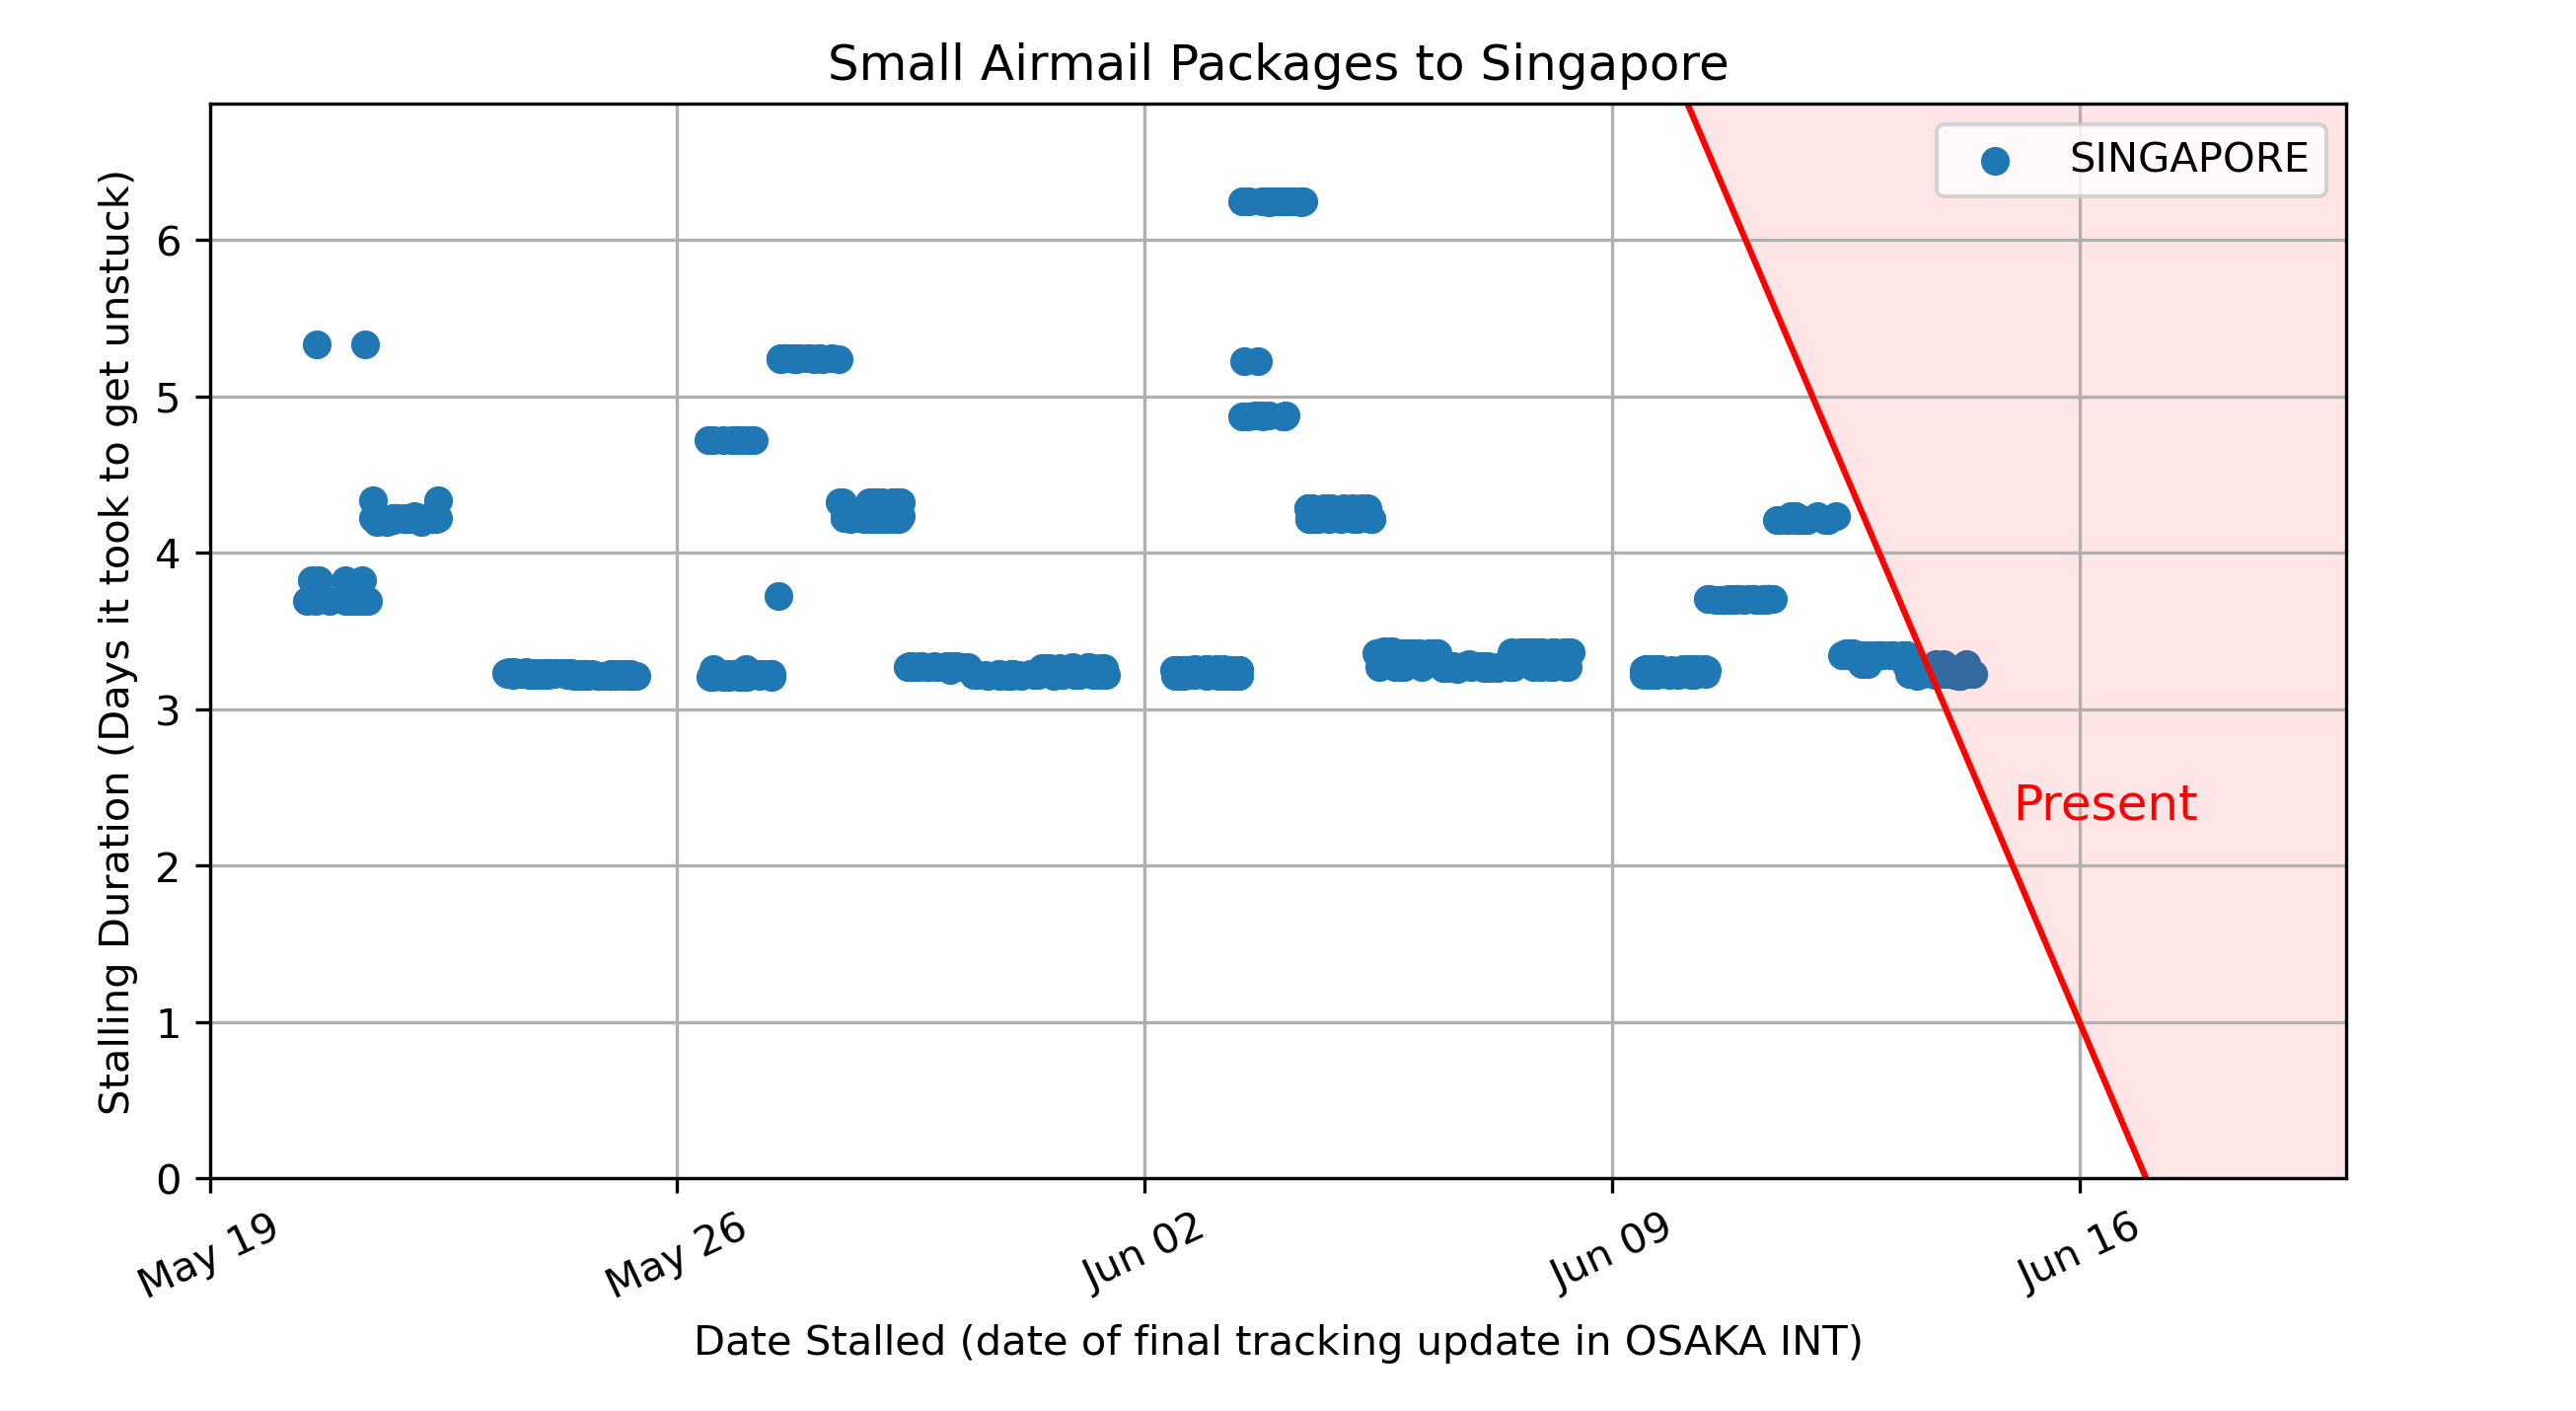 Small Airmail Packages to Singapore
SINGAPORE
Stalling Duration (Days it took to get unstuck)
6
5
4
3
2
1
0
Present
May 19
May 26
Jun 02
Jun 09
Jun 16
Date Stalled (date of final tracking update in OSAKA INT)